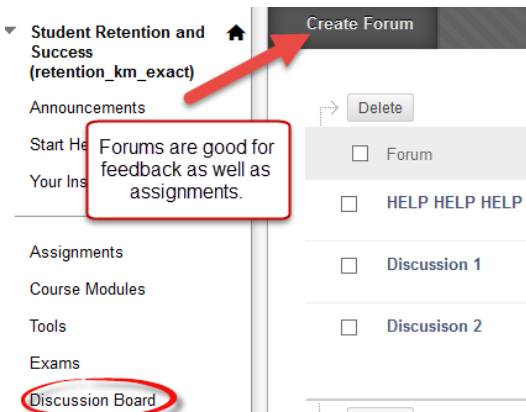 Student Retention and
Success
(retention_km_exact)
Announcements
Start He
Your Ins
Assignments
Course Modules
Tools
Exams
Discussion Board
Forums are good for
feedback as well as
assignments.
Create Forum
Delete
Forum
HELP HELP HELP
Discussion 1
Discusison 2